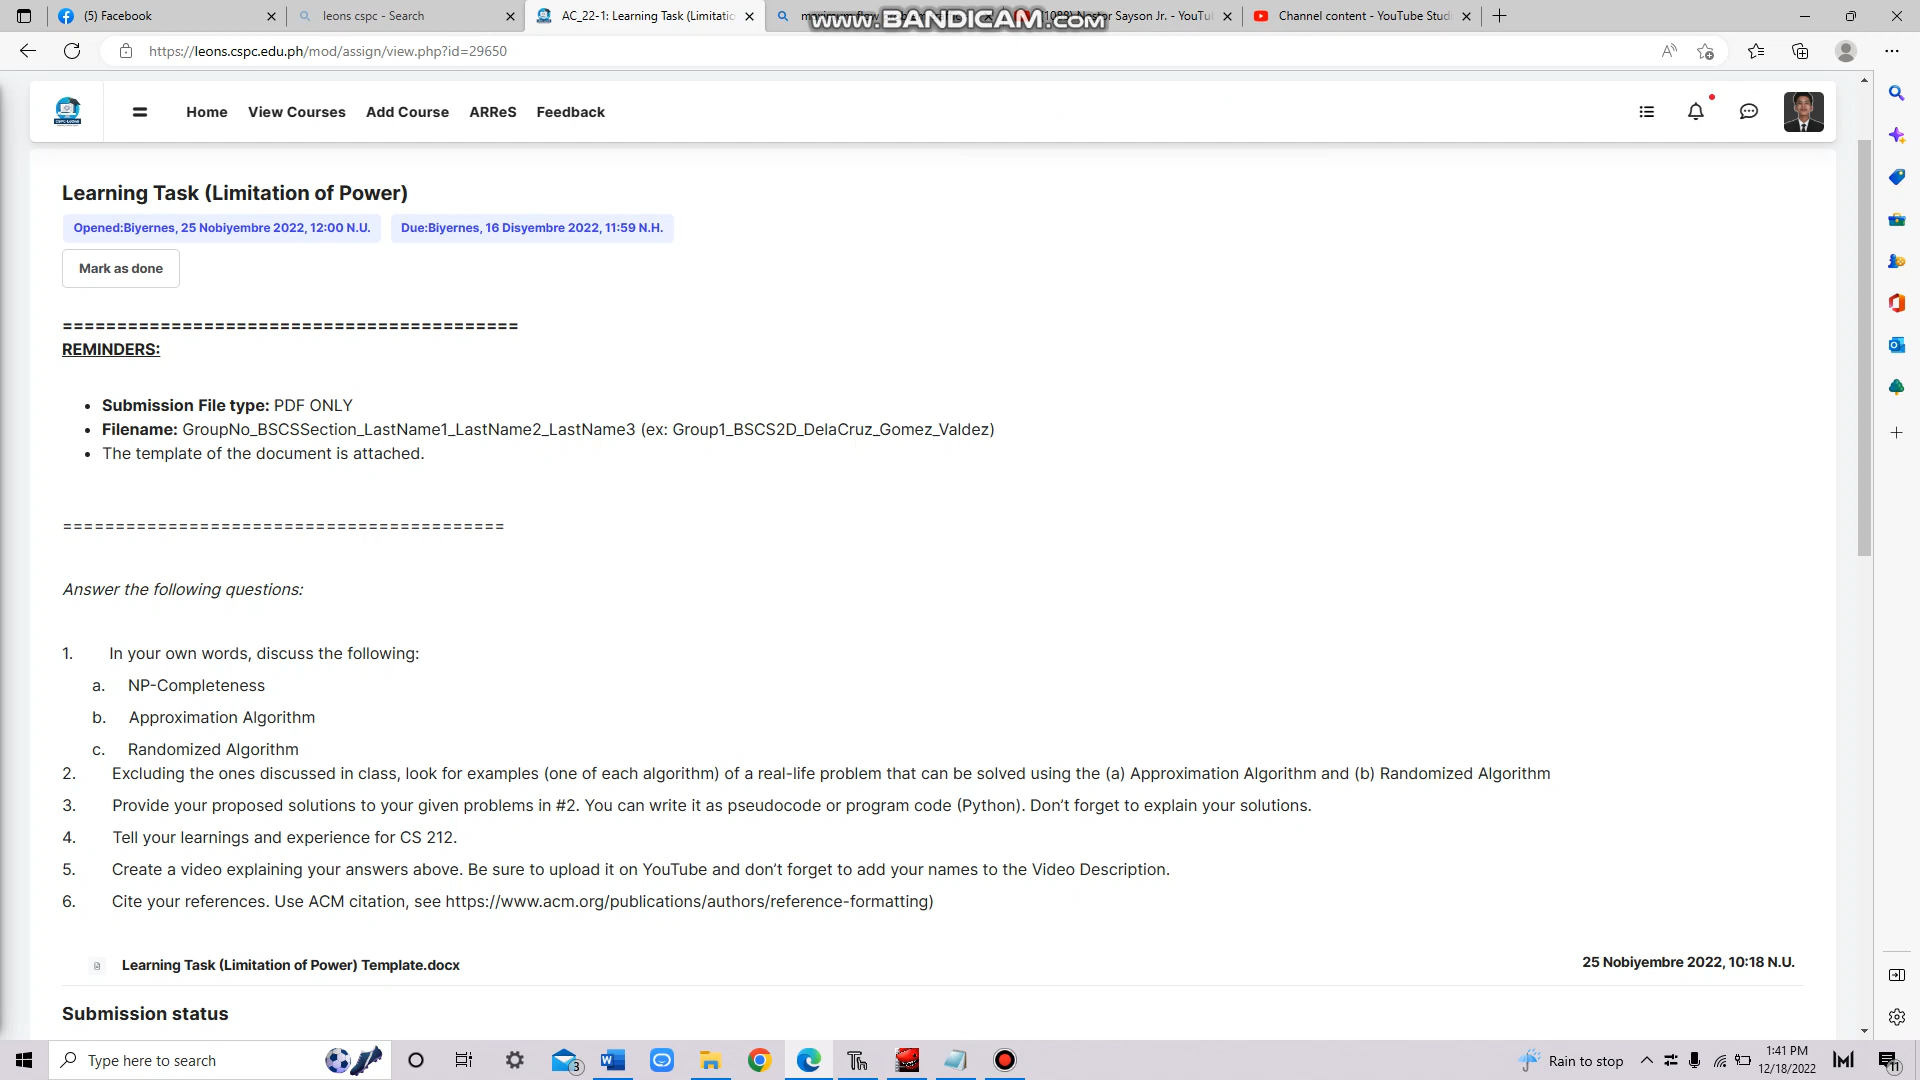 (5) Facebook
leons cspc - Search
AC_22-1: Learning Task (Limitatio
Nestor Sayson Jr. - YouTu
Channel content - YouTube Stud
www.BANDICAM.com
https://leons.cspc.edu.ph/mod/assign/view.php?id=29650
Home View Courses Add Course ARReS Feedback
Learning Task (Limitation of Power)
Opened:Biyernes, 25 Nobiyembre 2022, 12:00 N.U. Due:Biyernes, 16 Disyembre 2022, 11:59 N.H.
Mark as done
==========================================
REMINDERS:
• Submission File type: PDF ONLY
• Filename: GroupNo_BSCSSection_LastName1_LastName2_LastName3 (ex: Group1_BSCS2D_DelaCruz_Gomez_Valdez)
• The template of the document is attached.
==========================================
Answer the following questions:
1. In your own words, discuss the following:
a. NP-Completeness
b. Approximation Algorithm
c. Randomized Algorithm
2. Excluding the ones discussed in class, look for examples (one of each algorithm) of a real-life problem that can be solved using the (a) Approximation Algorithm and (b) Randomized Algorithm
3. Provide your proposed solutions to your given problems in #2. You can write it as pseudocode or program code (Python). Don’t forget to explain your solutions.
4. Tell your learnings and experience for CS 212.
5. Create a video explaining your answers above. Be sure to upload it on YouTube and don’t forget to add your names to the Video Description.
6. Cite your references. Use ACM citation, see https://www.acm.org/publications/authors/reference-formatting)
Learning Task (Limitation of Power) Template.docx 25 Nobiyembre 2022, 10:18 N.U.
Submission status
Type here to search
3
Rain to stop
1:41 PM
12/18/2022
11